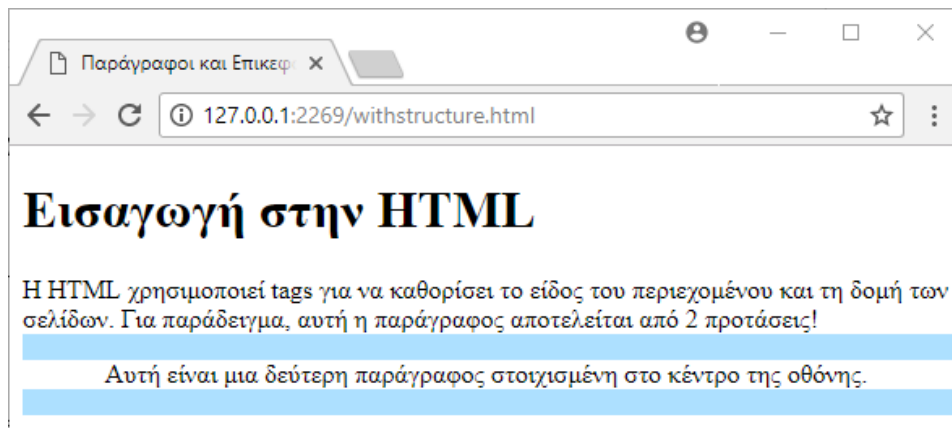 Παράγραφοι και Επικεφ
127.0.0.1:2269/withstructure.html
Εισαγωγή στην HTML
Η HTML χρησιμοποιεί tags για να καθορίσει το είδος του περιεχομένου και τη δομή των
σελίδων. Για παράδειγμα, αυτή η παράγραφος αποτελείται από 2 προτάσεις!
Αυτή είναι μια δεύτερη παράγραφος στοιχισμένη στο κέντρο της οθόνης.